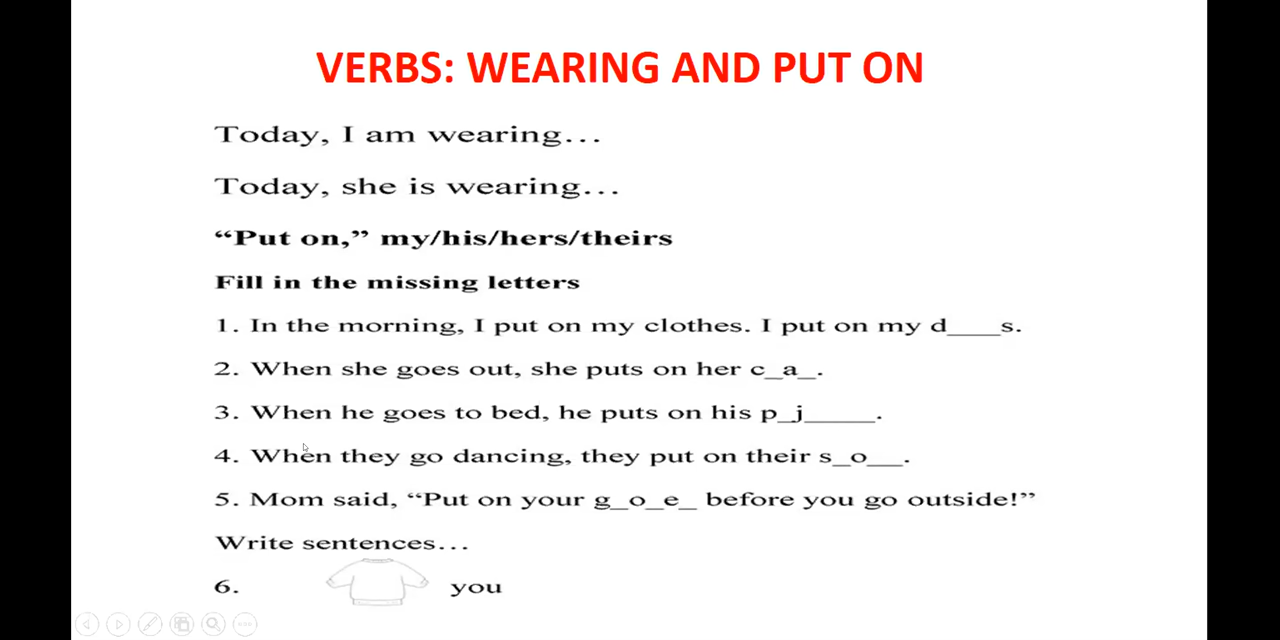 VERBS: WEARING AND PUT ON
Today, I am wearing…
Today, she is wearing…
“Put on,” my/his/hers/theirs
Fill in the missing letters
1. In the morning, I put on my clothes. I put on my d____s.
2. When she goes out, she puts on her c_a_.
3. When he goes to bed, he puts on his p_j_____.
4. When they go dancing, they put on their s_o__.
5. Mom said, “Put on your g_o_e_ before you go outside!”
Write sentences…
6. you